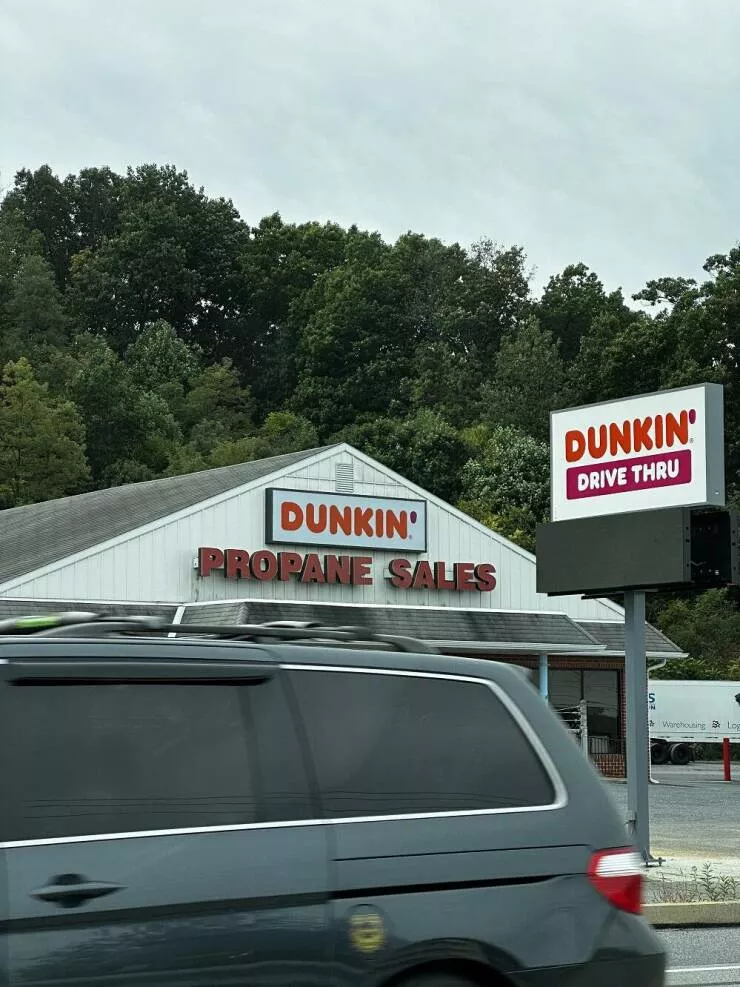 DUNKIN'
PROPANE SALES
DUNKIN'
DRIVE THRU
Warehousing